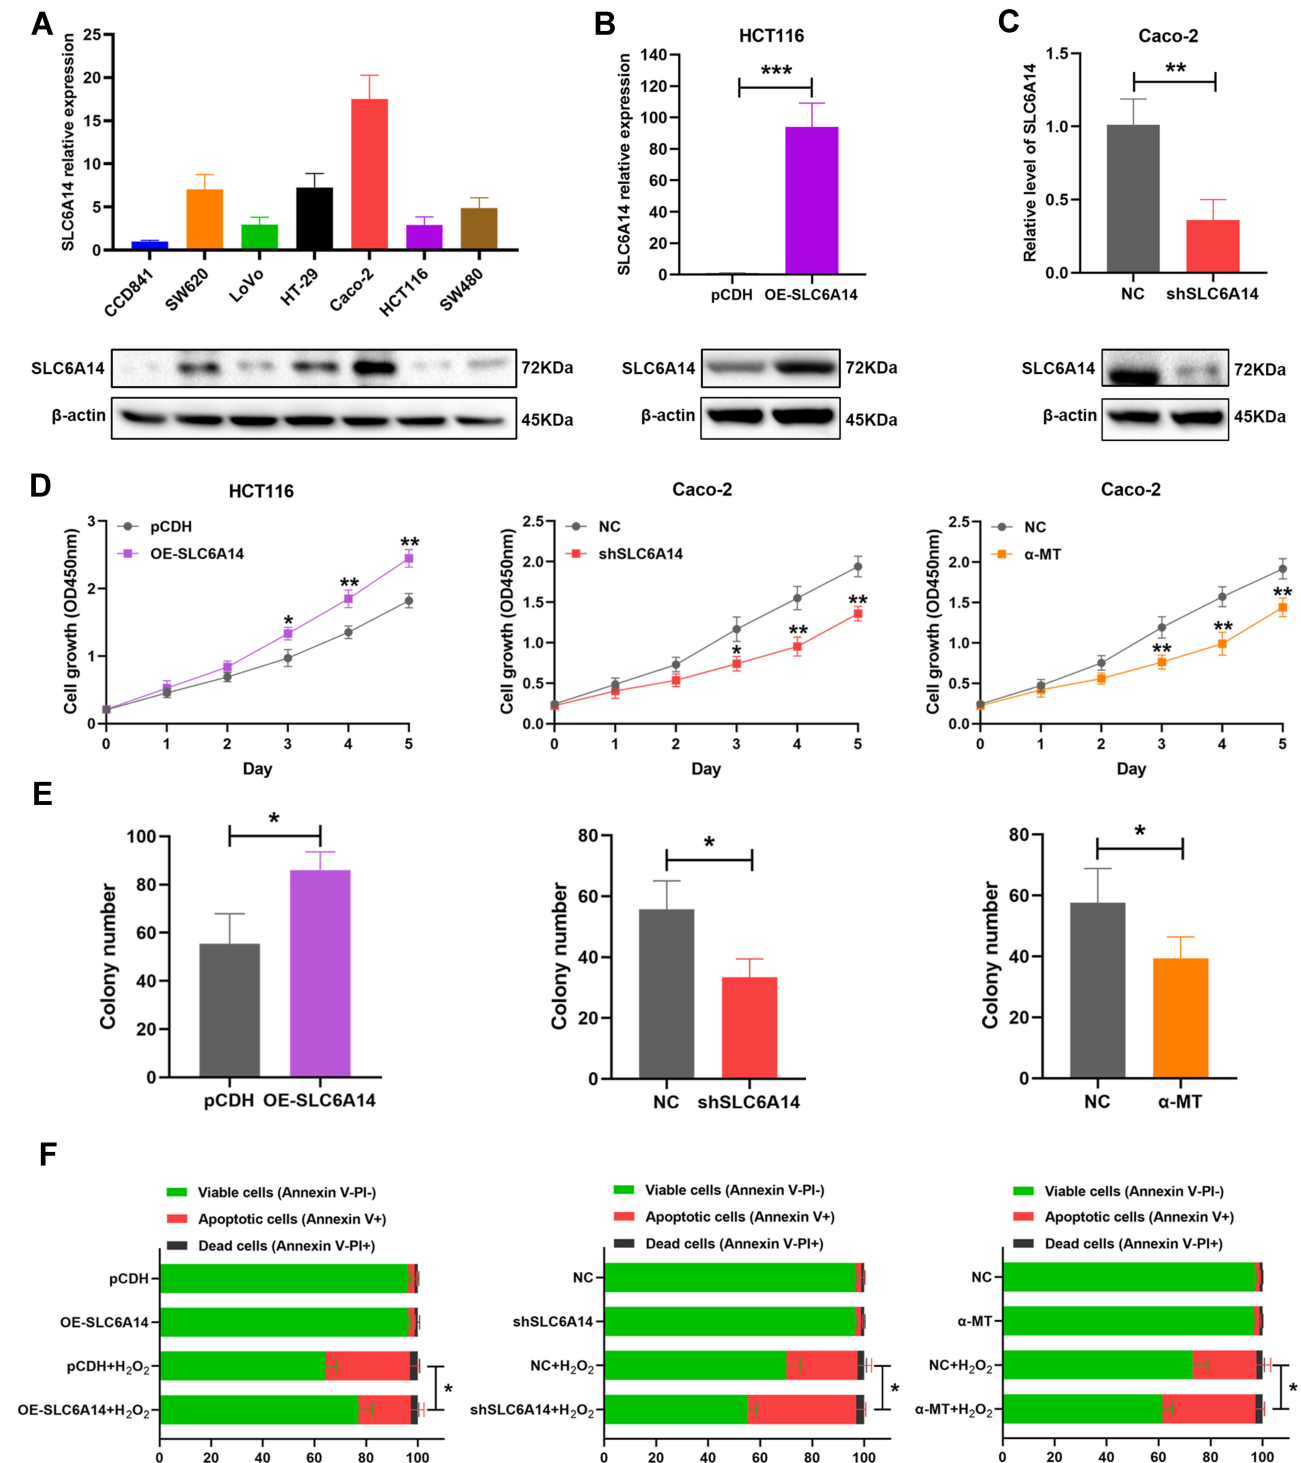 A
SLC6A14 relative expression
25
20
15
10
5
0
CCD841
SW620
LoVo
HT-29
Caco-2
HCT116
SW480
SLC6A14
72KDa
β-actin
45KDa
B
HCT116
SLC6A14 relative expression
140
120
100
80
60
40
20
0
***
pCDH
OE-SLC6A14
SLC6A14
72KDa
β-actin
45KDa
C
Caco-2
Relative level of SLC6A14
1.5
1.0
0.5
0.0
**
NC
shSLC6A14
SLC6A14
72KDa
β-actin
45KDa
D
HCT116
pCDH
OE-SLC6A14
Cell growth (OD450nm)
3
2
1
0
*
**
**
0 1 2 3 4 5
Day
Caco-2
NC
shSLC6A14
Cell growth (OD450nm)
2.5
2.0
1.5
1.0
0.5
0.0
*
**
**
0 1 2 3 4 5
Day
Caco-2
NC
α-MT
Cell growth (OD450nm)
2.5
2.0
1.5
1.0
0.5
0.0
**
**
**
0 1 2 3 4 5
Day
E
Colony number
100
80
60
40
20
0
*
pCDH OE-SLC6A14
Colony number
80
60
40
20
0
*
NC shSLC6A14
Colony number
80
60
40
20
0
*
NC α-MT
F
Viable cells (Annexin V-PI-)
Apoptotic cells (Annexin V+)
Dead cells (Annexin V-PI+)
pCDH
OE-SLC6A14
pCDH+H₂O₂
OE-SLC6A14+H₂O₂
*
0 20 40 60 80 100
Viable cells (Annexin V-PI-)
Apoptotic cells (Annexin V+)
Dead cells (Annexin V-PI+)
NC
shSLC6A14
NC+H₂O₂
shSLC6A14+H₂O₂
*
0 20 40 60 80 100
Viable cells (Annexin V-PI-)
Apoptotic cells (Annexin V+)
Dead cells (Annexin V-PI+)
NC
α-MT
NC+H₂O₂
α-MT+H₂O₂
*
0 20 40 60 80 100